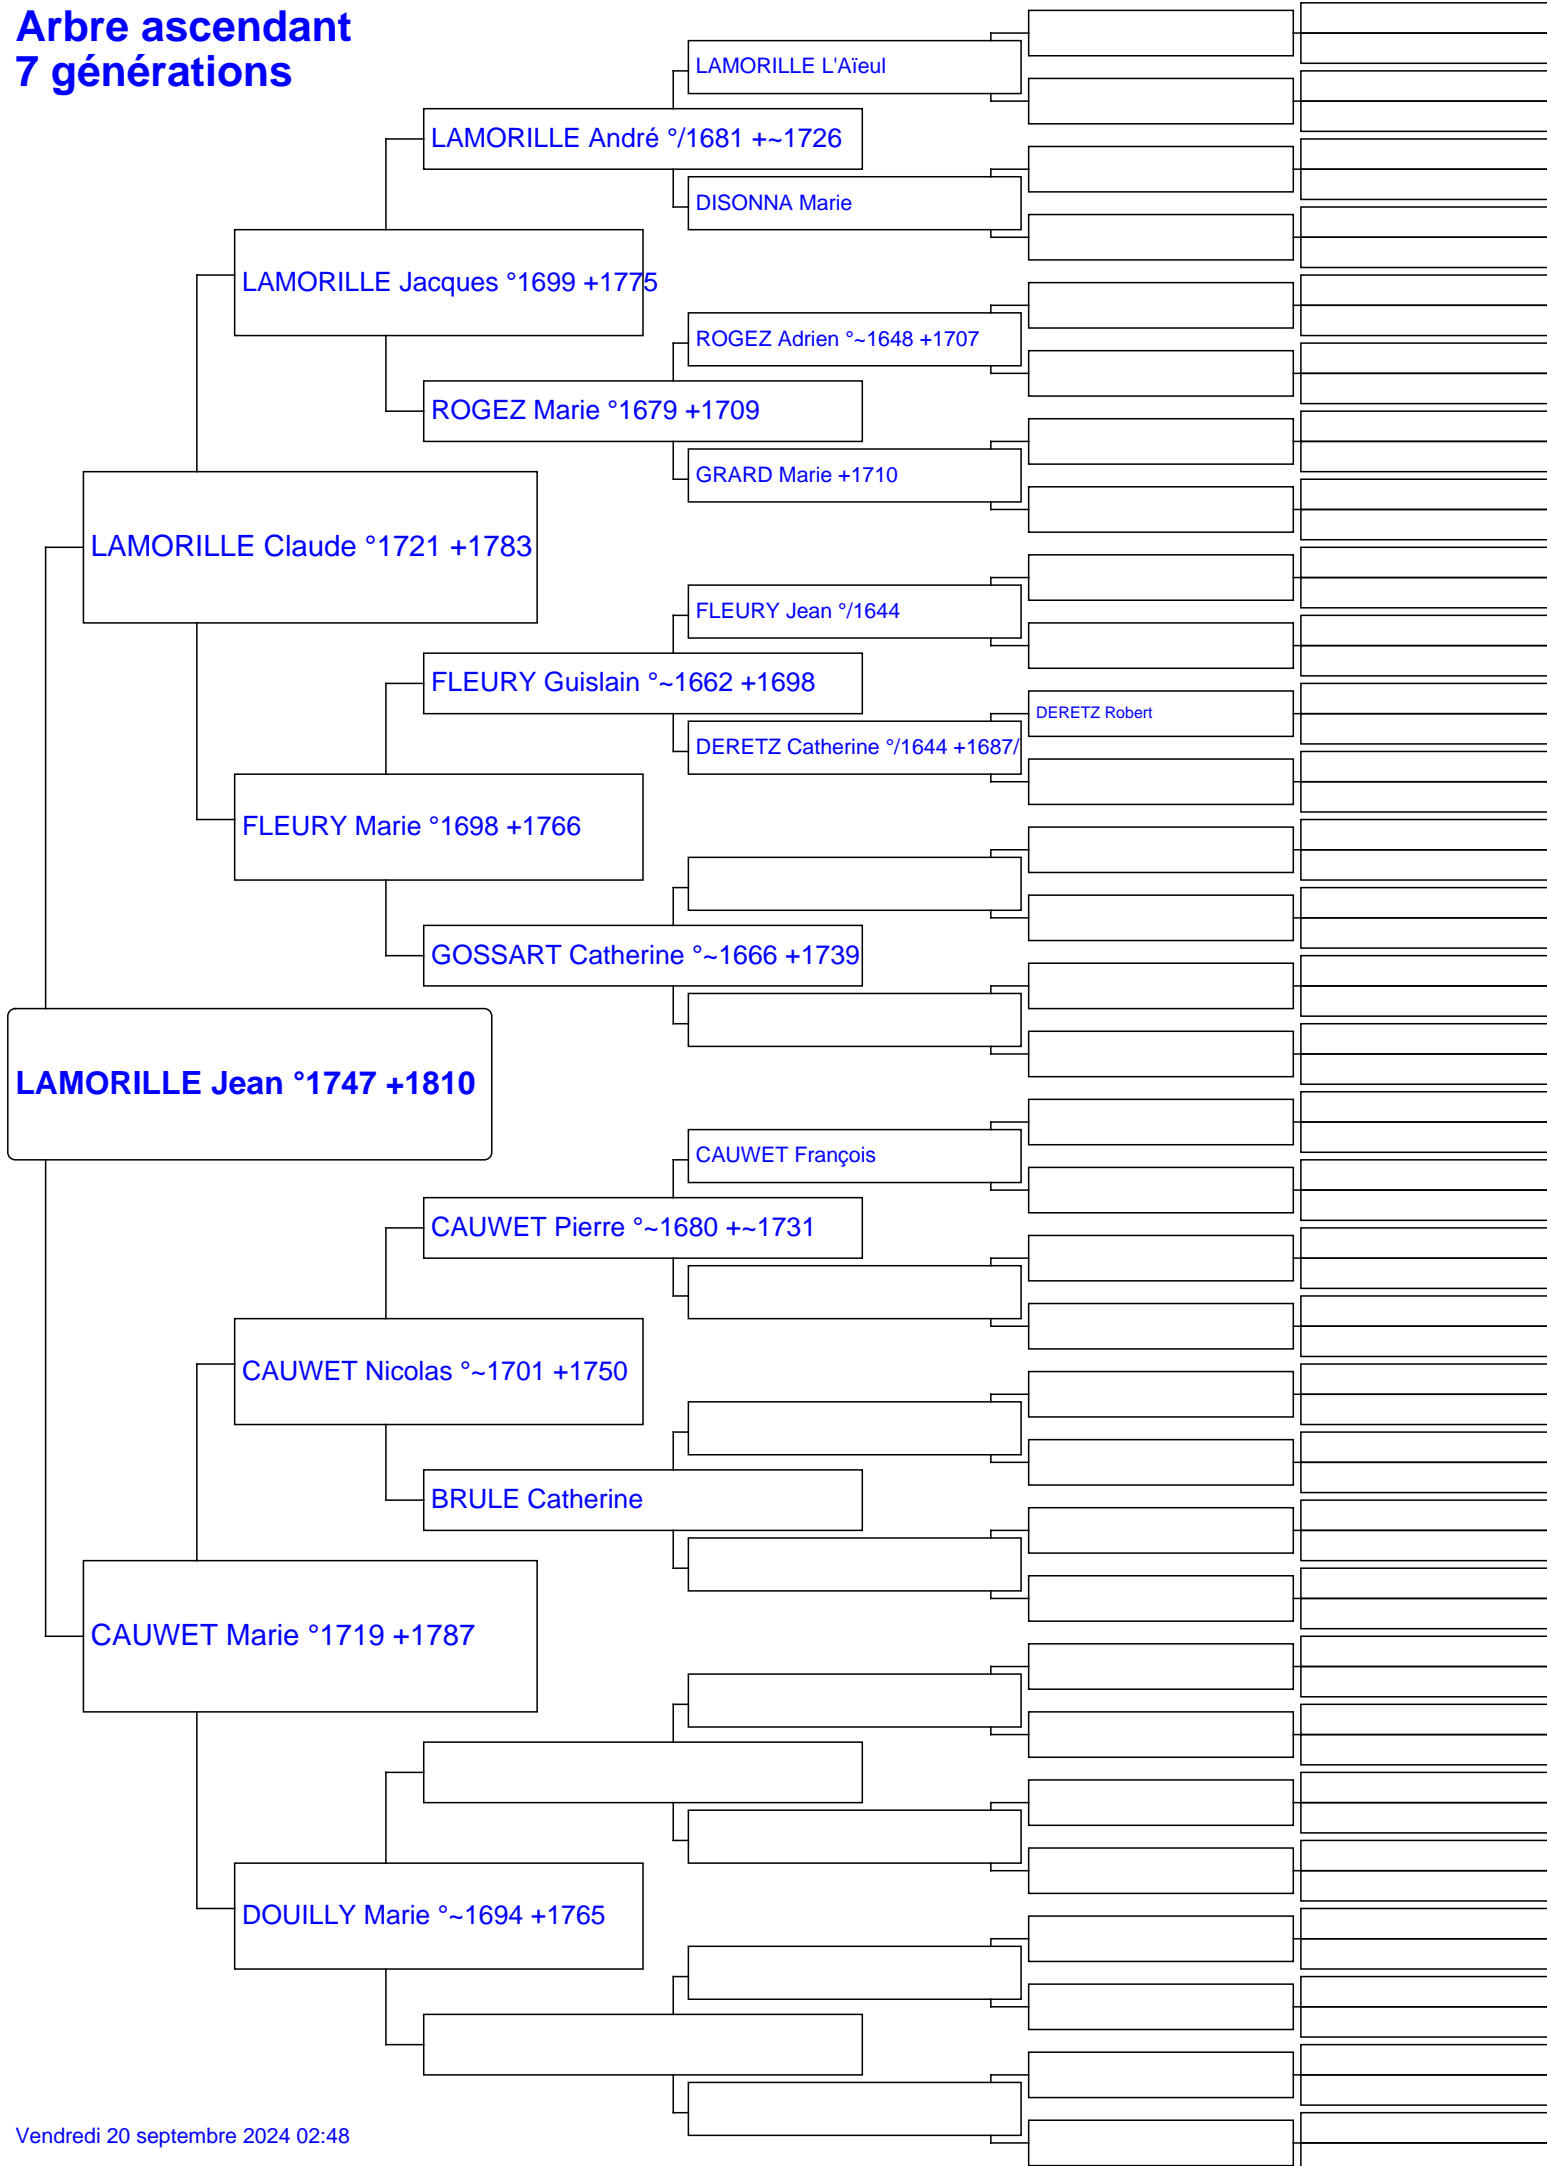 Arbre ascendant
7 générations
LAMORILLE L'Aïeul
LAMORILLE André °/1681 +~1726
DISONNA Marie
LAMORILLE Jacques °1699 +1775
ROGEZ Adrien °~1648 +1707
ROGEZ Marie °1679 +1709
GRARD Marie +1710
LAMORILLE Claude °1721 +1783
FLEURY Jean °/1644
FLEURY Guislain °~1662 +1698
DERETZ Robert
DERETZ Catherine °/1644 +1687/
FLEURY Marie °1698 +1766
GOSSART Catherine °~1666 +1739
LAMORILLE Jean °1747 +1810
CAUWET François
CAUWET Pierre °~1680 +~1731
CAUWET Nicolas °~1701 +1750
BRULE Catherine
CAUWET Marie °1719 +1787
DOUILLY Marie °~1694 +1765
Vendredi 20 septembre 2024 02:48